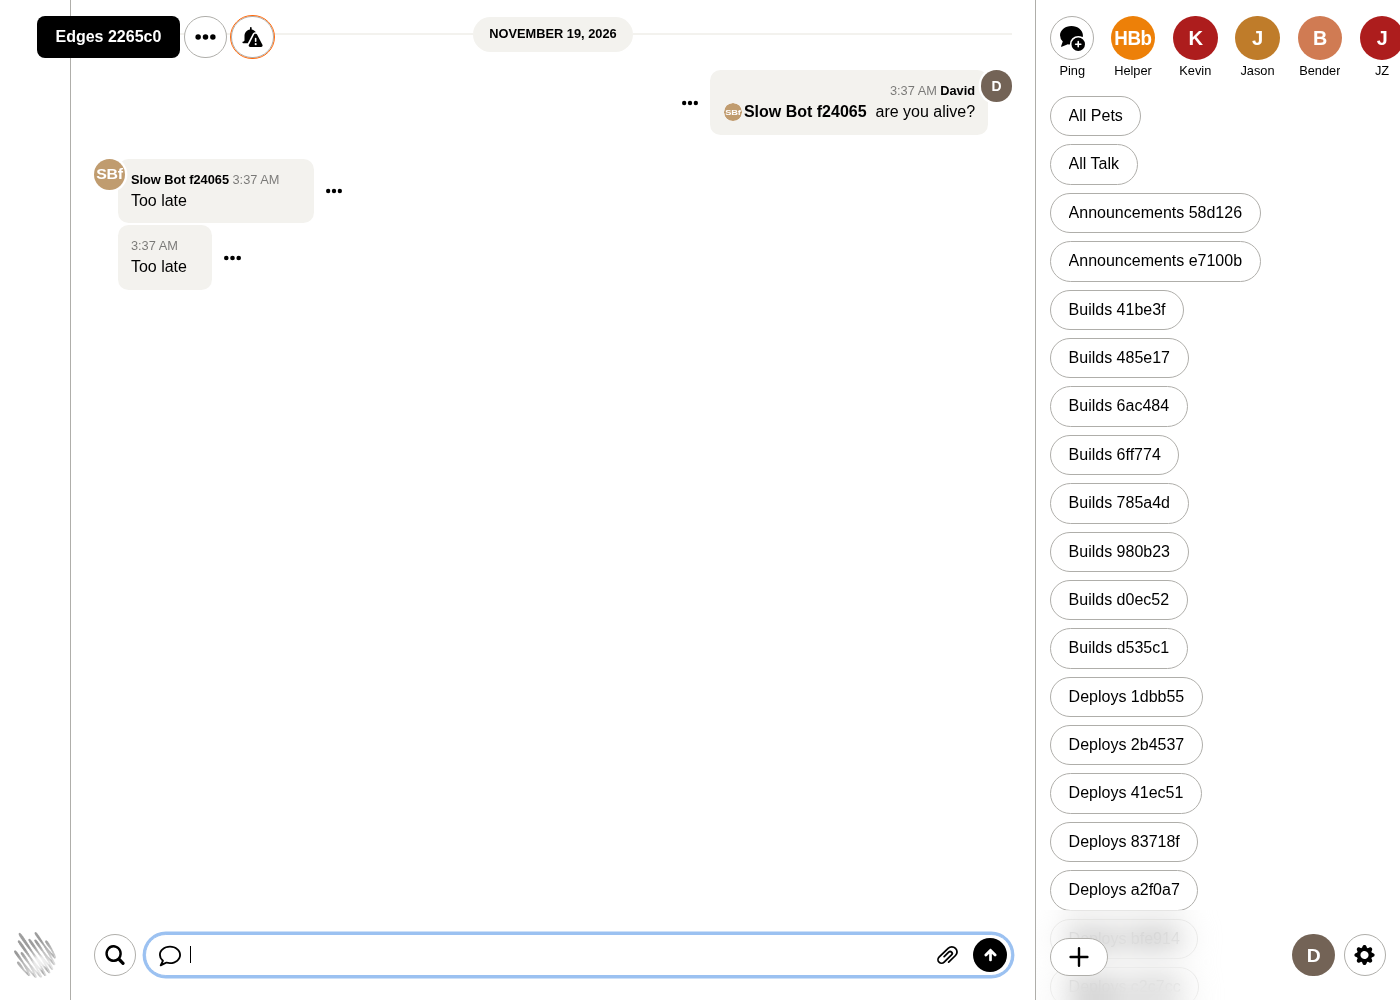 Edges 2265c0
NOVEMBER 19, 2026
3:37 AM David
D
SBf Slow Bot f24065 are you alive?
SBf
Slow Bot f24065 3:37 AM
Too late
3:37 AM
Too late
HBb
K
J
B
J
Ping
Helper
Kevin
Jason
Bender
JZ
All Pets
All Talk
Announcements 58d126
Announcements e7100b
Builds 41be3f
Builds 485e17
Builds 6ac484
Builds 6ff774
Builds 785a4d
Builds 980b23
Builds d0ec52
Builds d535c1
Deploys 1dbb55
Deploys 2b4537
Deploys 41ec51
Deploys 83718f
Deploys a2f0a7
Deploys
Deploys
D